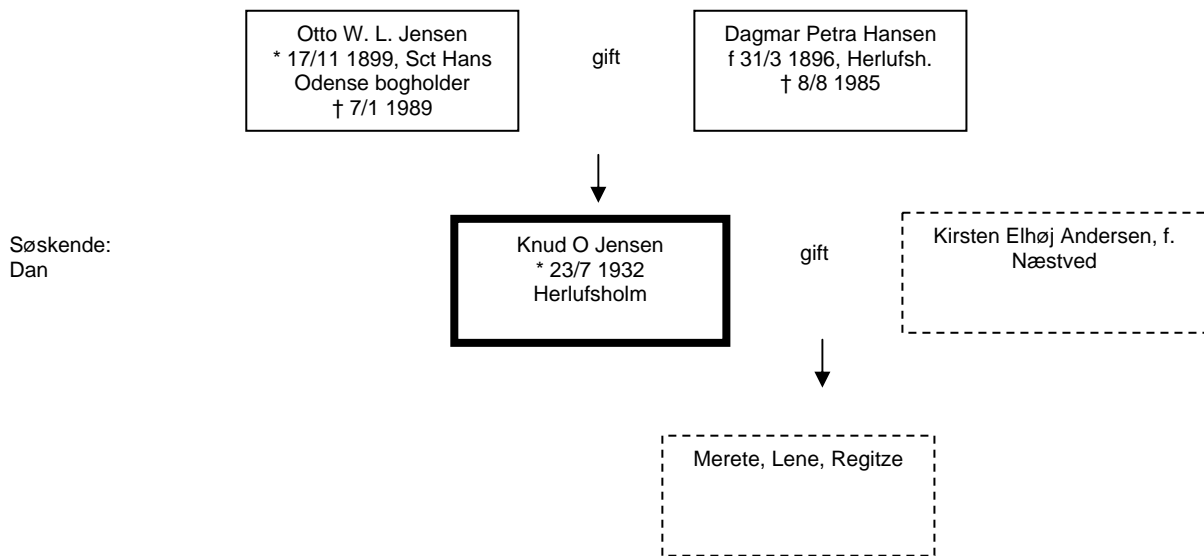 Otto W. L. Jensen
* 17/11 1899, Sct Hans
Odense bogholder
† 7/1 1989
gift
Dagmar Petra Hansen
f 31/3 1896, Herlufsh.
† 8/8 1985
Søskende:
Dan
Knud O Jensen
* 23/7 1932
Herlufsholm
gift
Kirsten Elhøj Andersen, f.
Næstved
Merete, Lene, Regitze